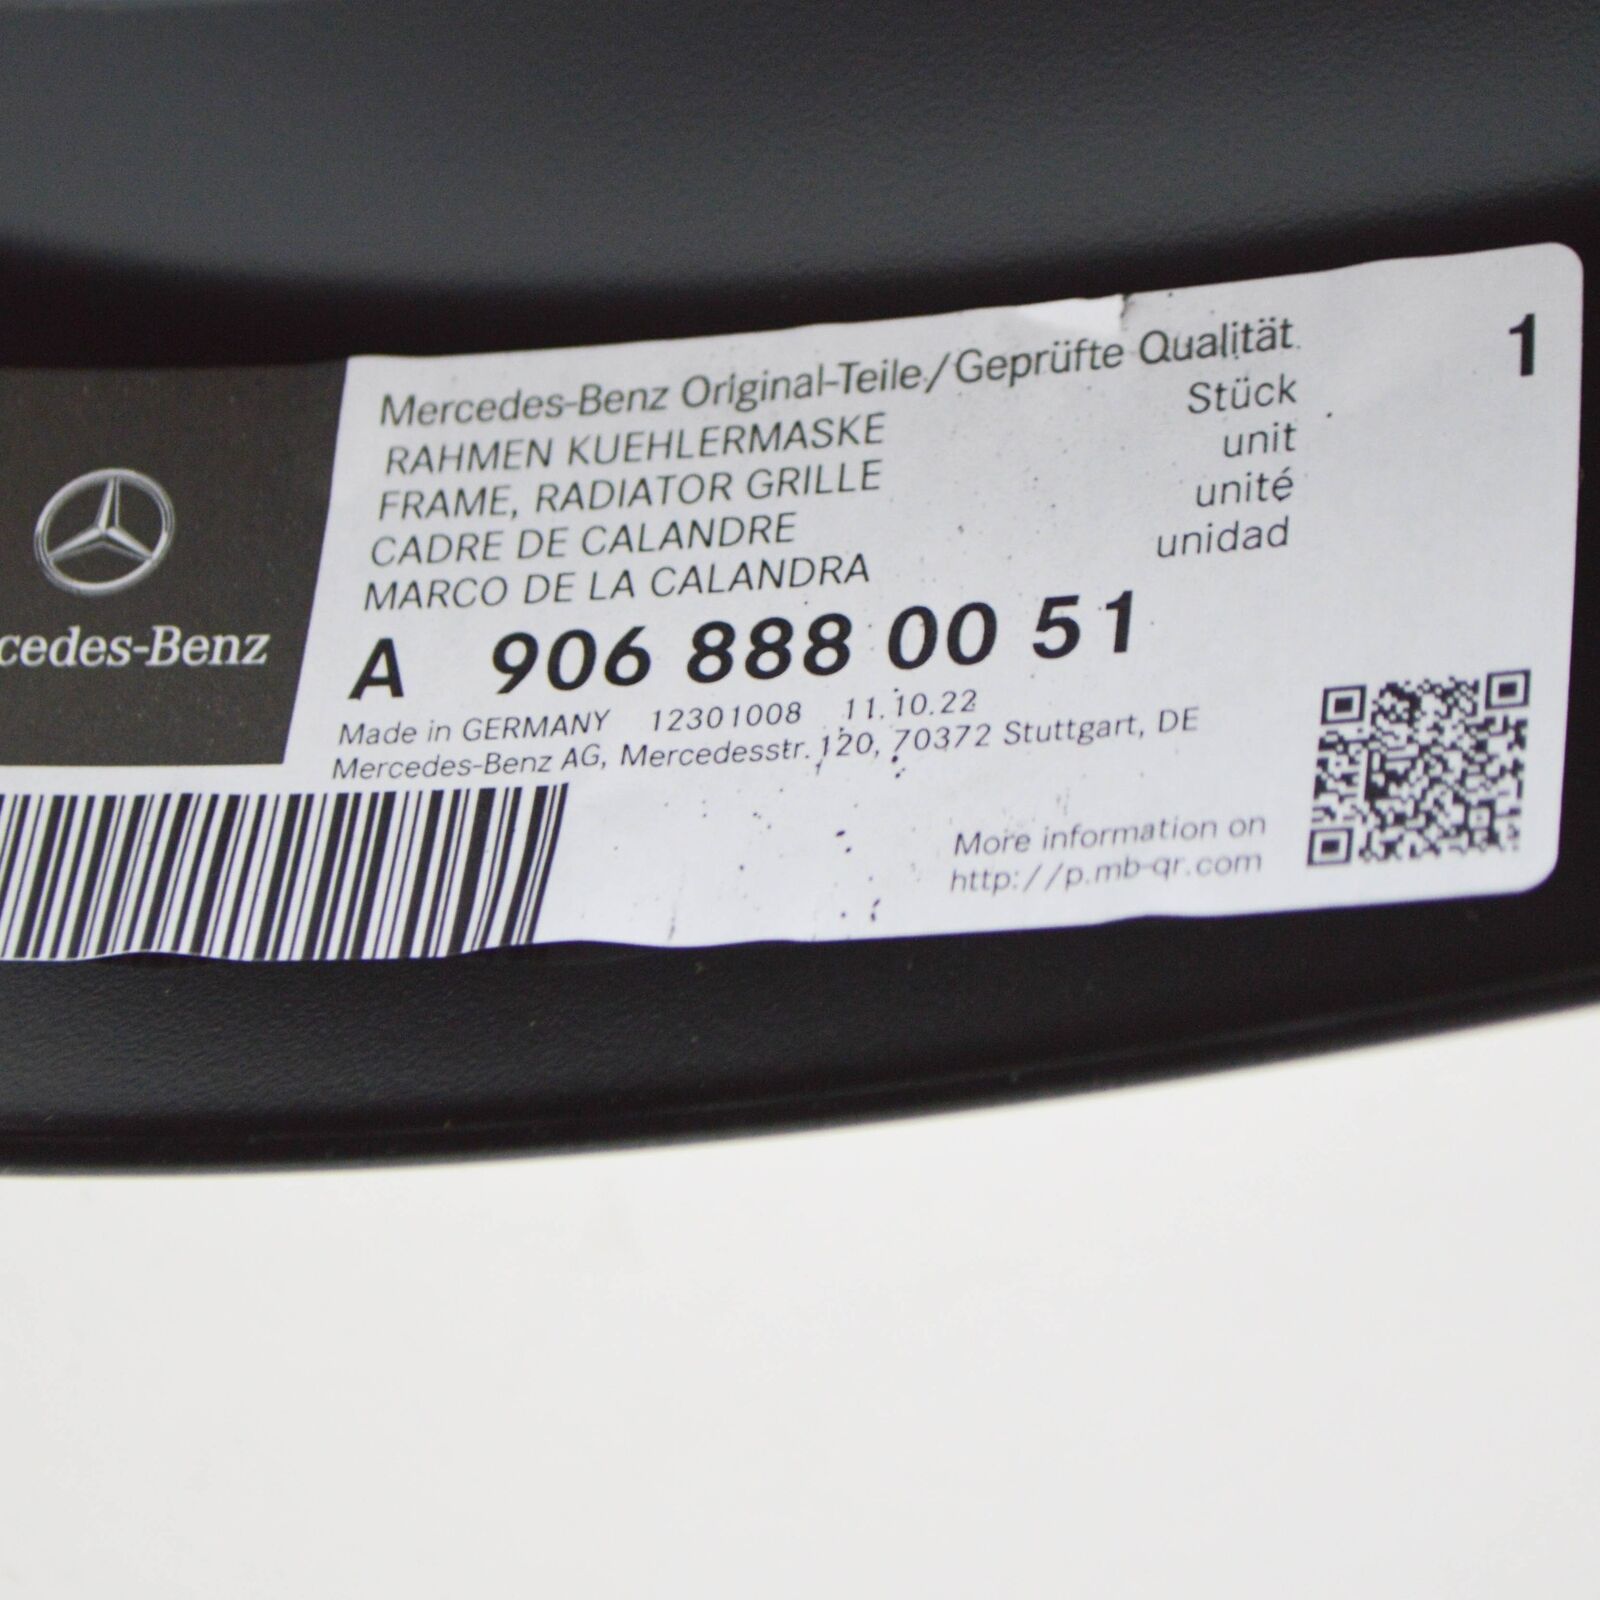 Mercedes-Benz Original-Teile/Geprüfte Qualität
RAHMEN KUEHLERMASKE Stück 1
FRAME, RADIATOR GRILLE unit
CADRE DE CALANDRE unité
MARCO DE LA CALANDRA unidad
cedes-Benz
A 906 888 00 51
Made in GERMANY 12301008 11.10.22
Mercedes-Benz AG, Mercedesstr. 120, 70372 Stuttgart, DE
More information on
http://p.mb-qr.com